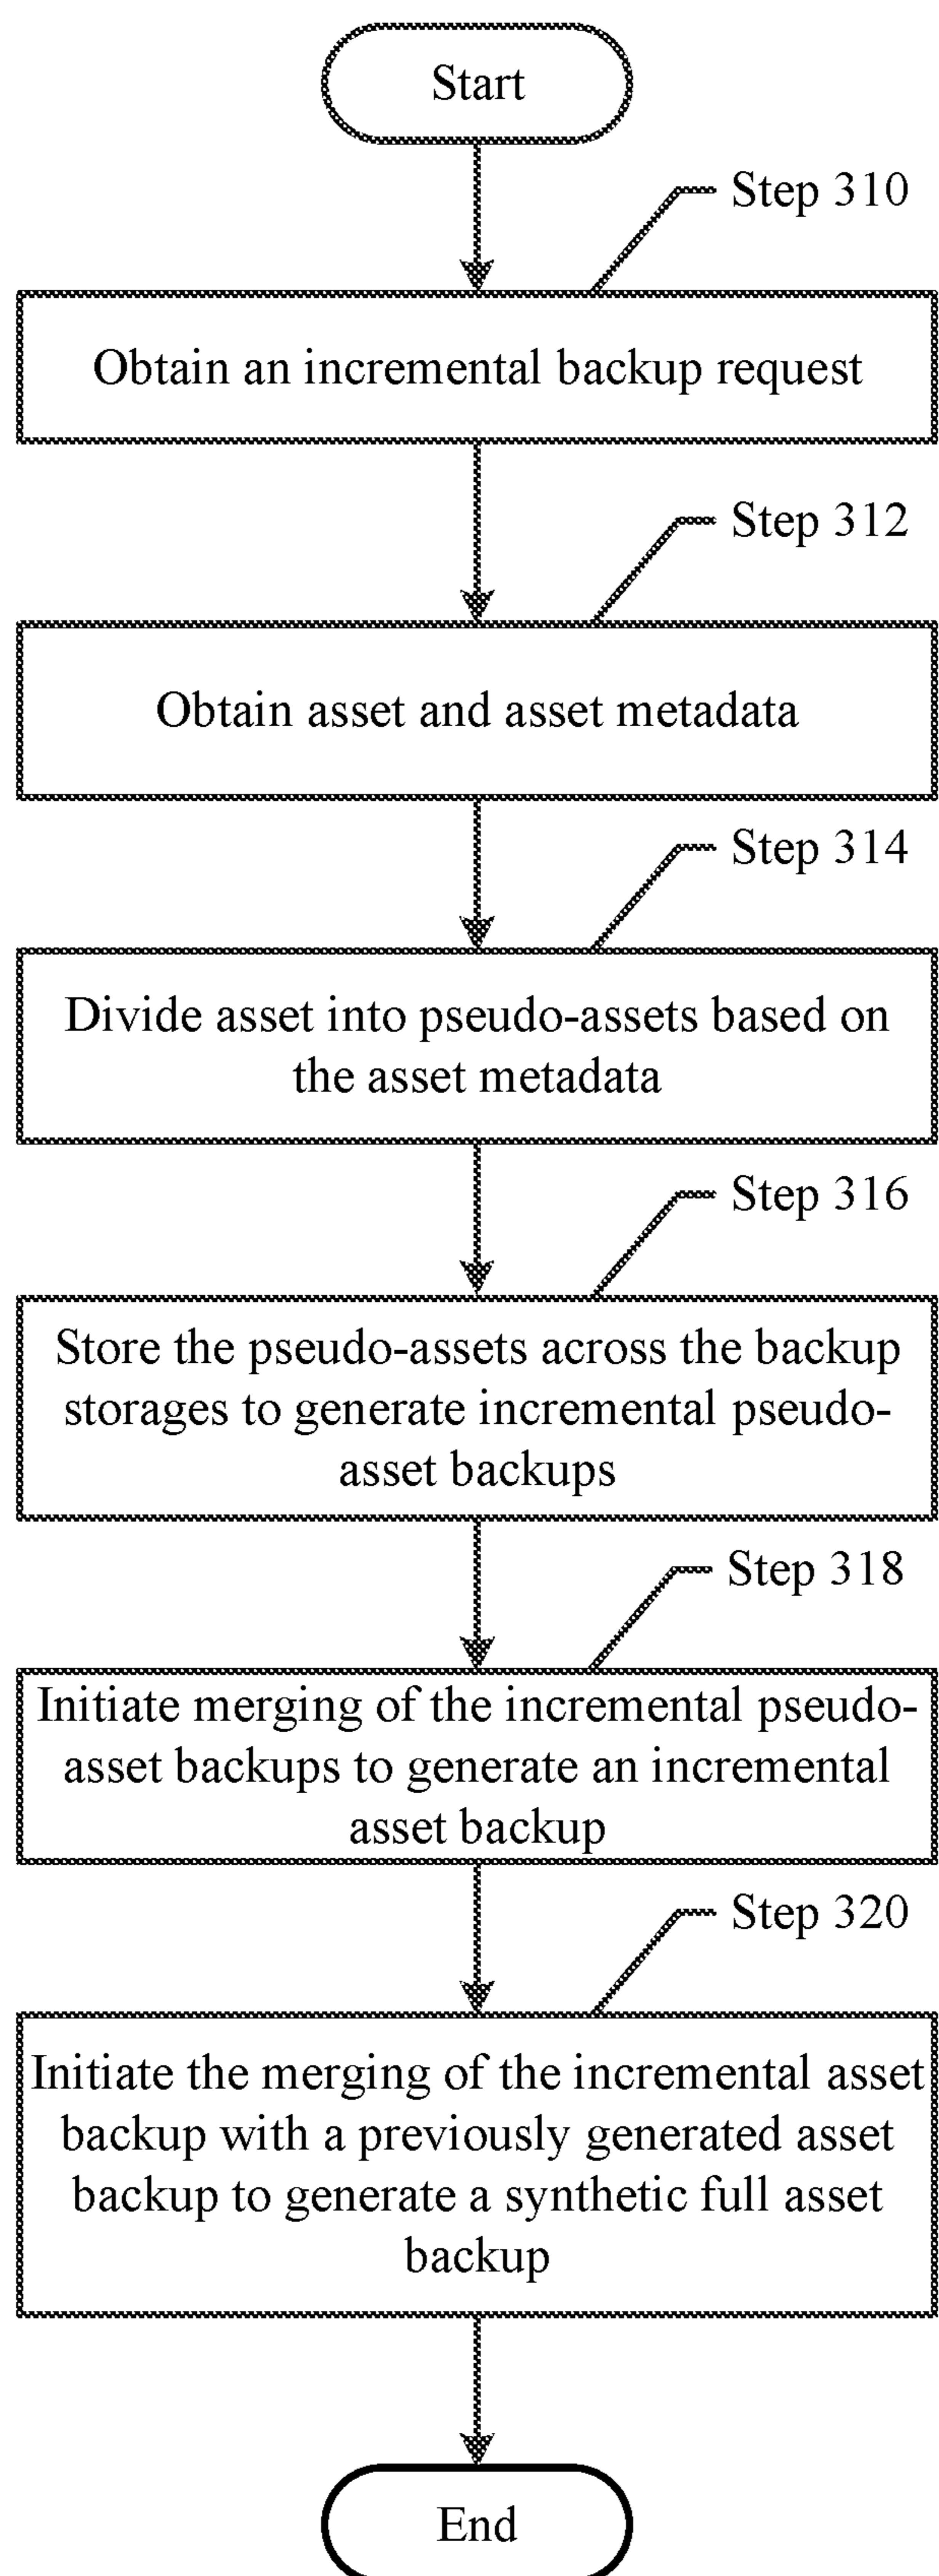 Start
Step 310
Obtain an incremental backup request
Step 312
Obtain asset and asset metadata
Step 314
Divide asset into pseudo-assets based on
the asset metadata
Step 316
Store the pseudo-assets across the backup
storages to generate incremental pseudo-
asset backups
Step 318
Initiate merging of the incremental pseudo-
asset backups to generate an incremental
asset backup
Step 320
Initiate the merging of the incremental asset
backup with a previously generated asset
backup to generate a synthetic full asset
backup
End